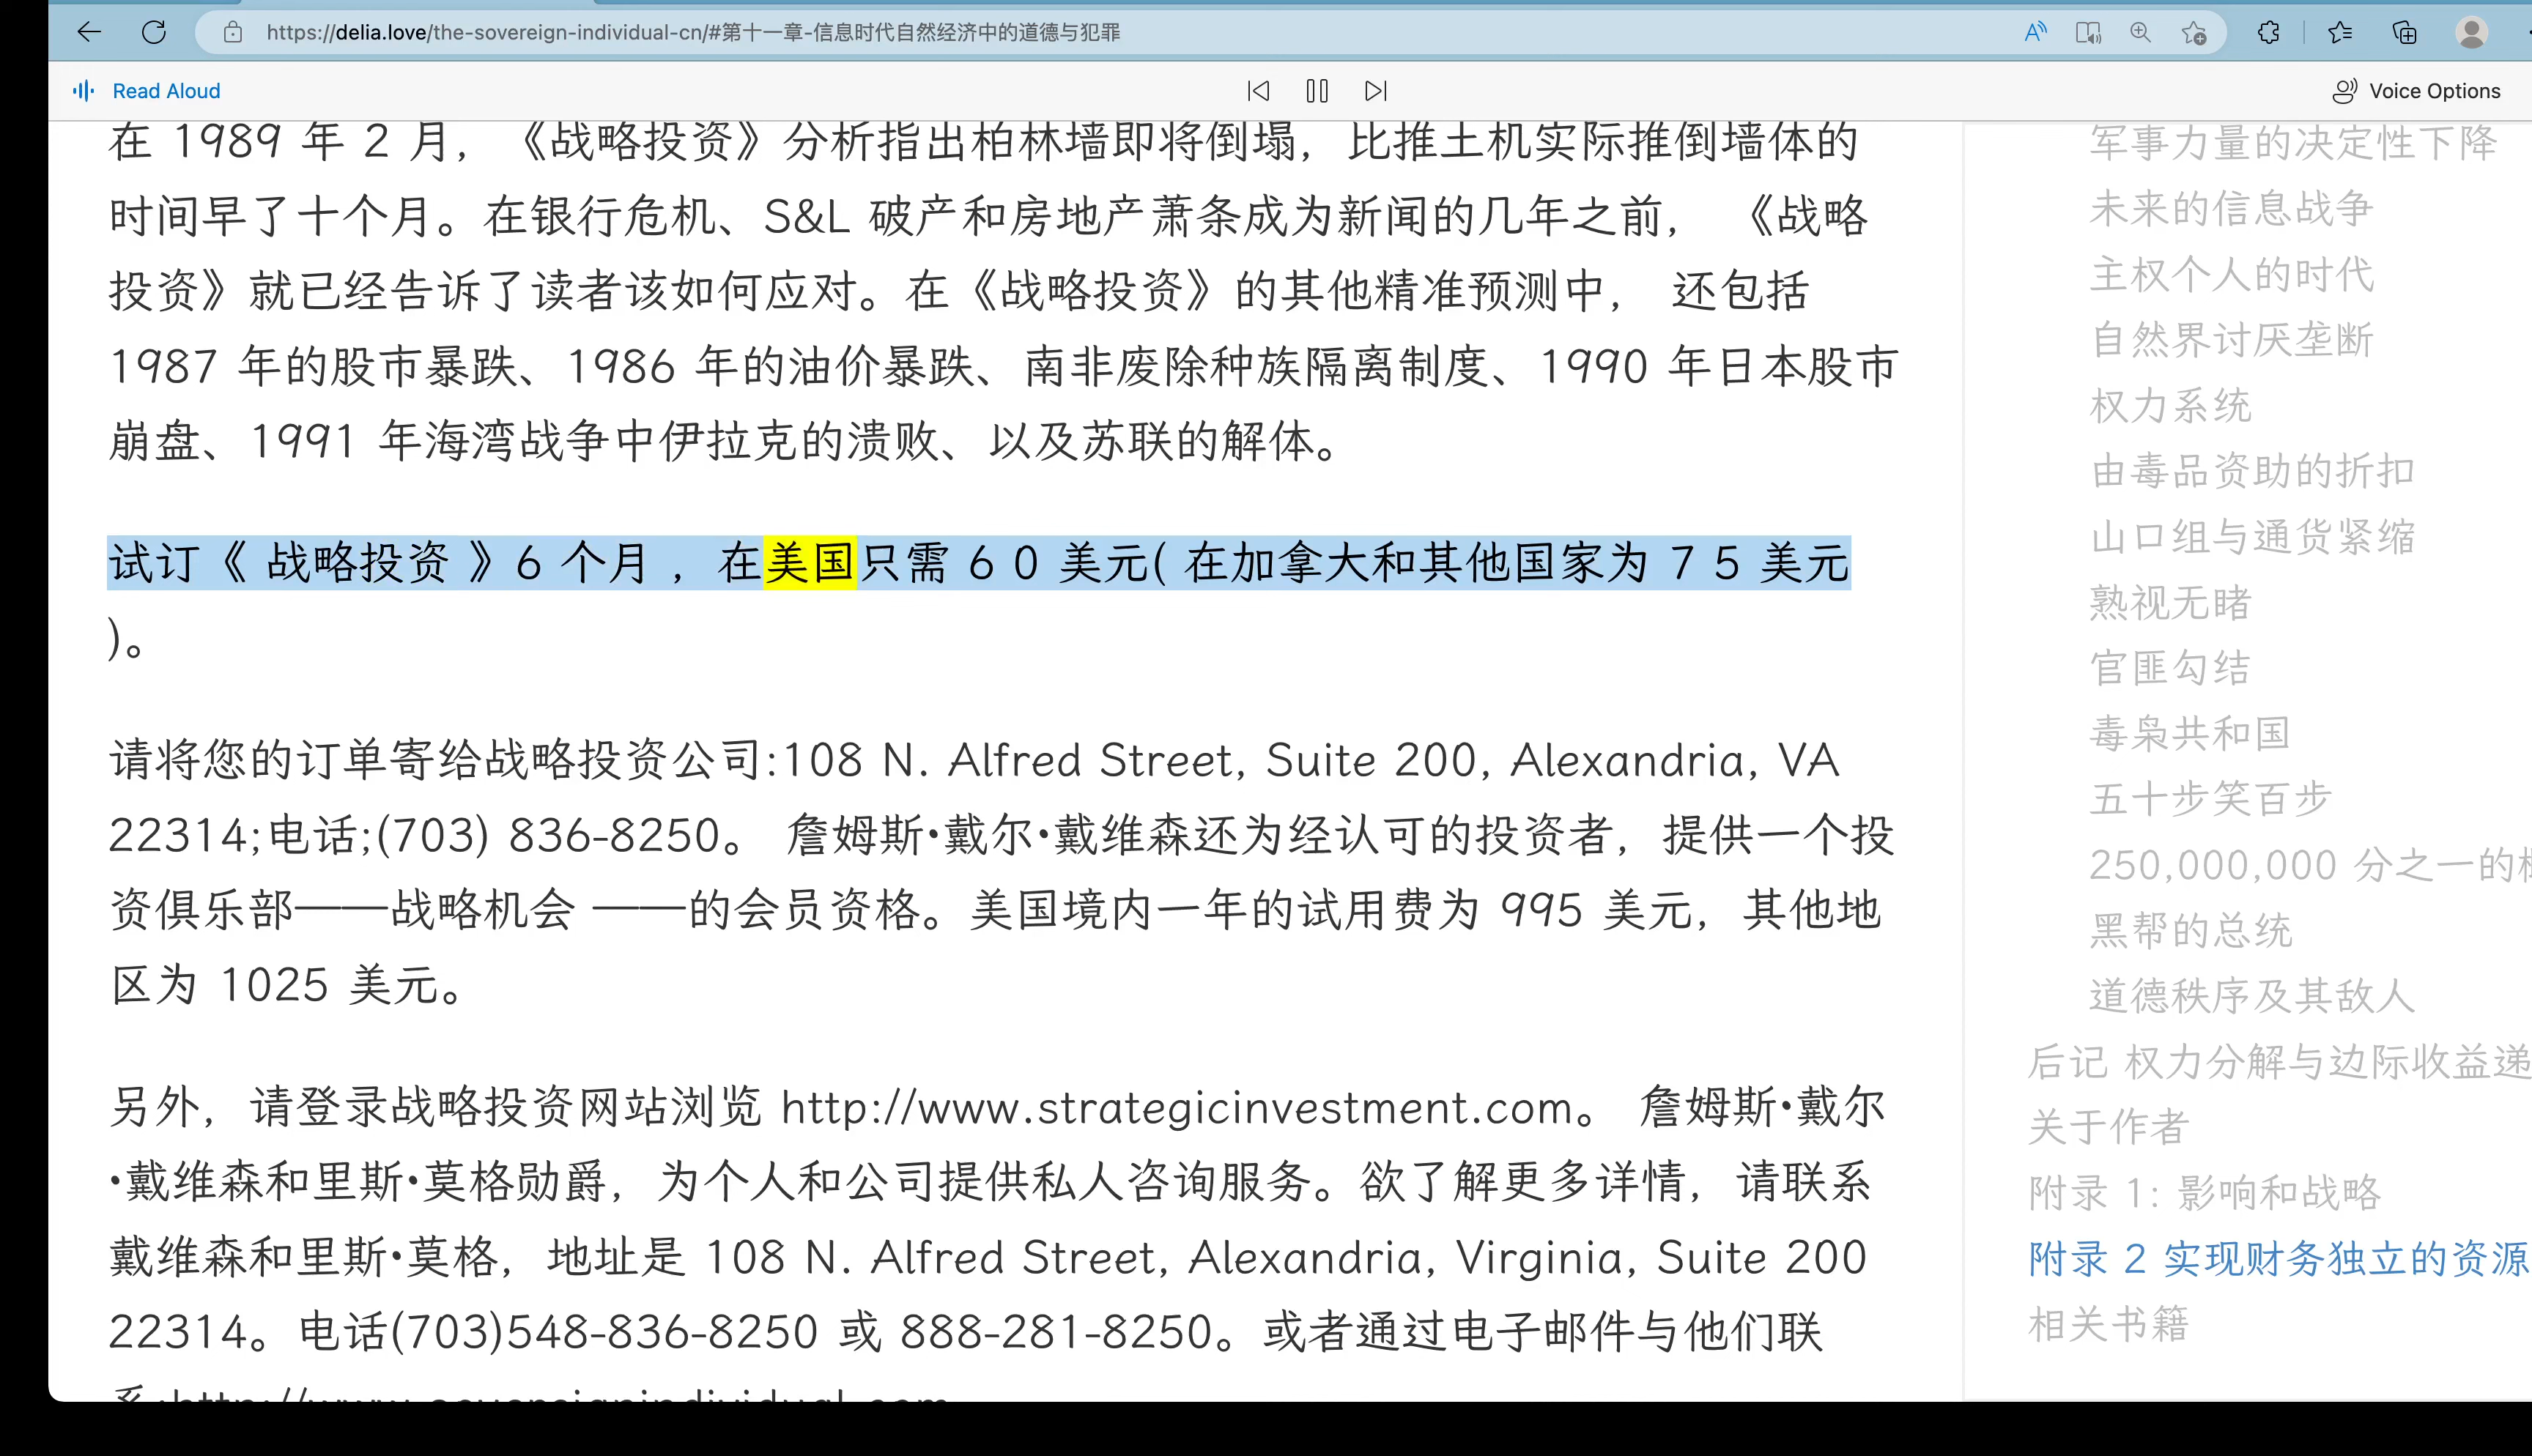 https://delia.love/the-sovereign-individual-cn/#第十一章-信息时代自然经济中的道德与犯罪
Read Aloud
Voice Options
在 1989 年 2 月，《战略投资》分析指出柏林墙即将倒塌，比推土机实际推倒墙体的
时间早了十个月。在银行危机、S&L 破产和房地产萧条成为新闻的几年之前， 《战略
投资》就已经告诉了读者该如何应对。在《战略投资》的其他精准预测中， 还包括
1987 年的股市暴跌、1986 年的油价暴跌、南非废除种族隔离制度、1990 年日本股市
崩盘、1991 年海湾战争中伊拉克的溃败、以及苏联的解体。
试订《 战略投资 》6 个月 ，在美国只需 6 0 美元( 在加拿大和其他国家为 7 5 美元
)。
请将您的订单寄给战略投资公司:108 N. Alfred Street, Suite 200, Alexandria, VA
22314;电话;(703) 836-8250。 詹姆斯•戴尔•戴维森还为经认可的投资者，提供一个投
资俱乐部——战略机会 ——的会员资格。美国境内一年的试用费为 995 美元，其他地
区为 1025 美元。
另外，请登录战略投资网站浏览 http://www.strategicinvestment.com。 詹姆斯•戴尔
•戴维森和里斯•莫格勋爵，为个人和公司提供私人咨询服务。欲了解更多详情，请联系
戴维森和里斯•莫格，地址是 108 N. Alfred Street, Alexandria, Virginia, Suite 200
22314。电话(703)548-836-8250 或 888-281-8250。或者通过电子邮件与他们联
系:http://www.sovereignindividual.com
军事力量的决定性下降
未来的信息战争
主权个人的时代
自然界讨厌垄断
权力系统
由毒品资助的折扣
山口组与通货紧缩
熟视无睹
官匪勾结
毒枭共和国
五十步笑百步
250,000,000 分之一的
黑帮的总统
道德秩序及其敌人
后记 权力分解与边际收益递
关于作者
附录 1: 影响和战略
附录 2 实现财务独立的资源
相关书籍